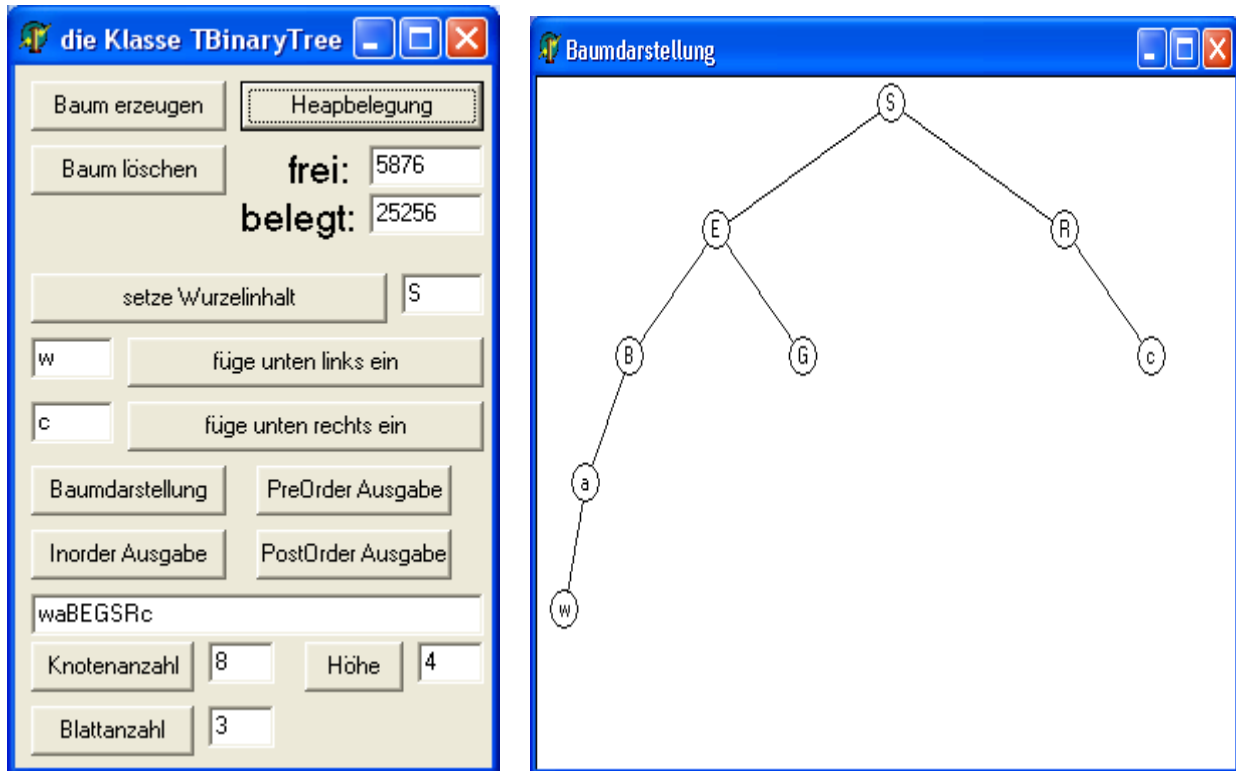 die Klasse TBinaryTree
Baum erzeugen
Heapbelegung
Baum löschen
frei:
5876
belegt:
25256
setze Wurzelinhalt
S
w
füge unten links ein
c
füge unten rechts ein
Baumdarstellung
PreOrder Ausgabe
Inorder Ausgabe
PostOrder Ausgabe
waBEGSRc
Knotenanzahl
8
Höhe
4
Blattanzahl
3
Baumdarstellung
S
E
R
B
G
c
a
w